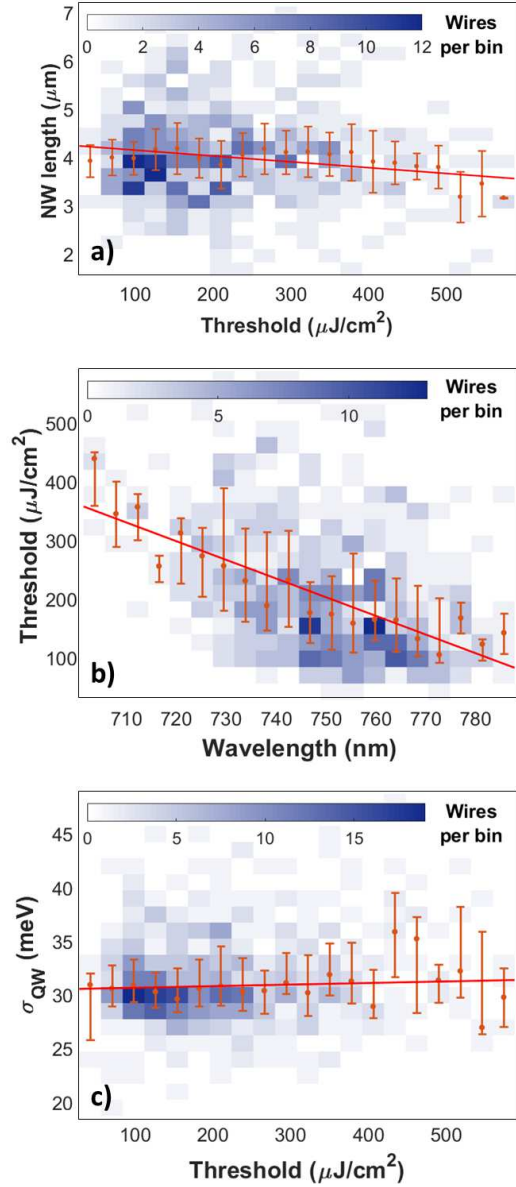 0 2 4 6 8 10 12
Wires
per bin
7
6
5
4
3
2
NW length (μm)
a)
100 200 300 400 500
Threshold (μJ/cm²)
0 5 10
Wires
per bin
500
400
300
200
100
Threshold (μJ/cm²)
b)
710 720 730 740 750 760 770 780
Wavelength (nm)
0 5 10 15
Wires
per bin
45
40
35
30
25
20
σQW (meV)
c)
100 200 300 400 500
Threshold (μJ/cm²)